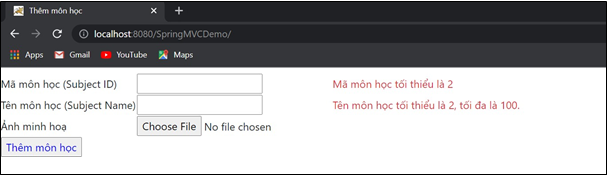 Thêm môn học
localhost:8080/SpringMVCDemo/
Apps Gmail YouTube Maps
Mã môn học (Subject ID) Mã môn học tối thiểu là 2
Tên môn học (Subject Name) Tên môn học tối thiểu là 2, tối đa là 100.
Ảnh minh hoạ Choose File No file chosen
Thêm môn học